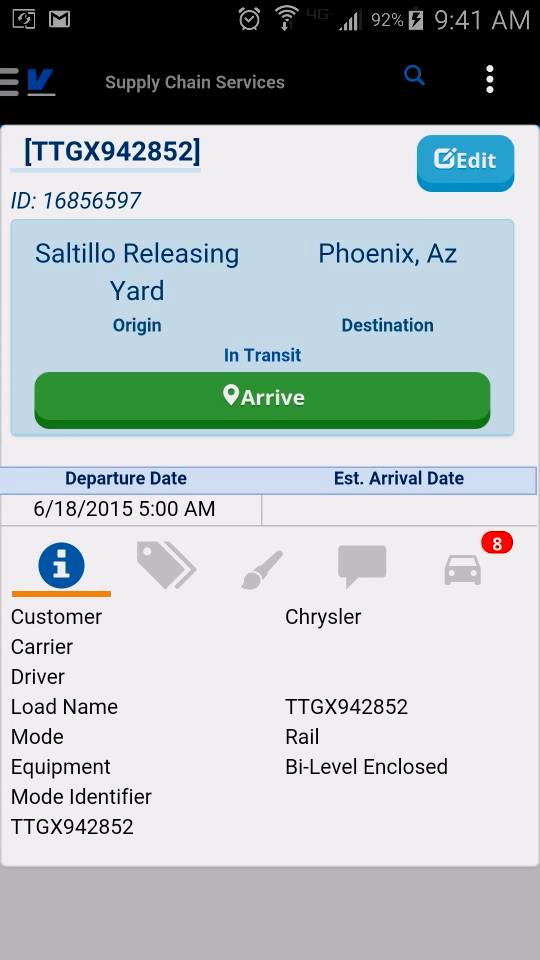 4G 92% 9:41 AM
Supply Chain Services
[TTGX942852]
Edit
ID: 16856597
Saltillo Releasing Yard
Phoenix, Az
Origin
Destination
In Transit
Arrive
Departure Date
Est. Arrival Date
6/18/2015 5:00 AM
8
Customer Chrysler
Carrier
Driver
Load Name TTGX942852
Mode Rail
Equipment Bi-Level Enclosed
Mode Identifier
TTGX942852